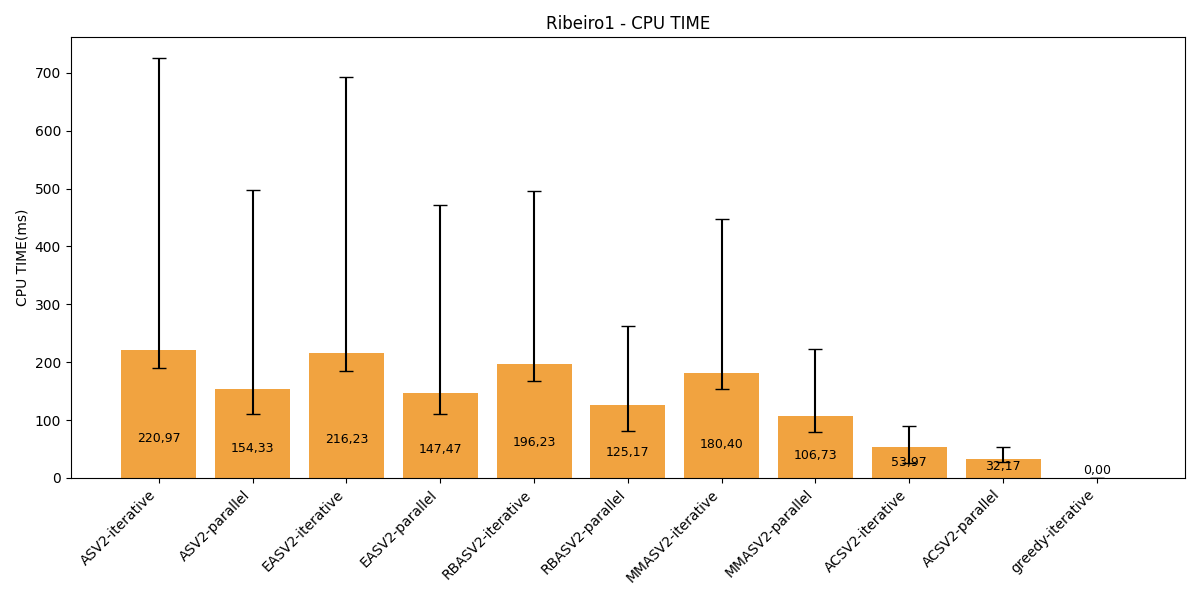 Ribeiro1 - CPU TIME
CPU TIME(ms)
700
600
500
400
300
200
100
0
220,97
154,33
216,23
147,47
196,23
125,17
180,40
106,73
53,97
32,17
0,00
ASV2-iterative
ASV2-parallel
EASV2-iterative
EASV2-parallel
RBASV2-iterative
RBASV2-parallel
MMASV2-iterative
MMASV2-parallel
ACSV2-iterative
ACSV2-parallel
greedy-iterative